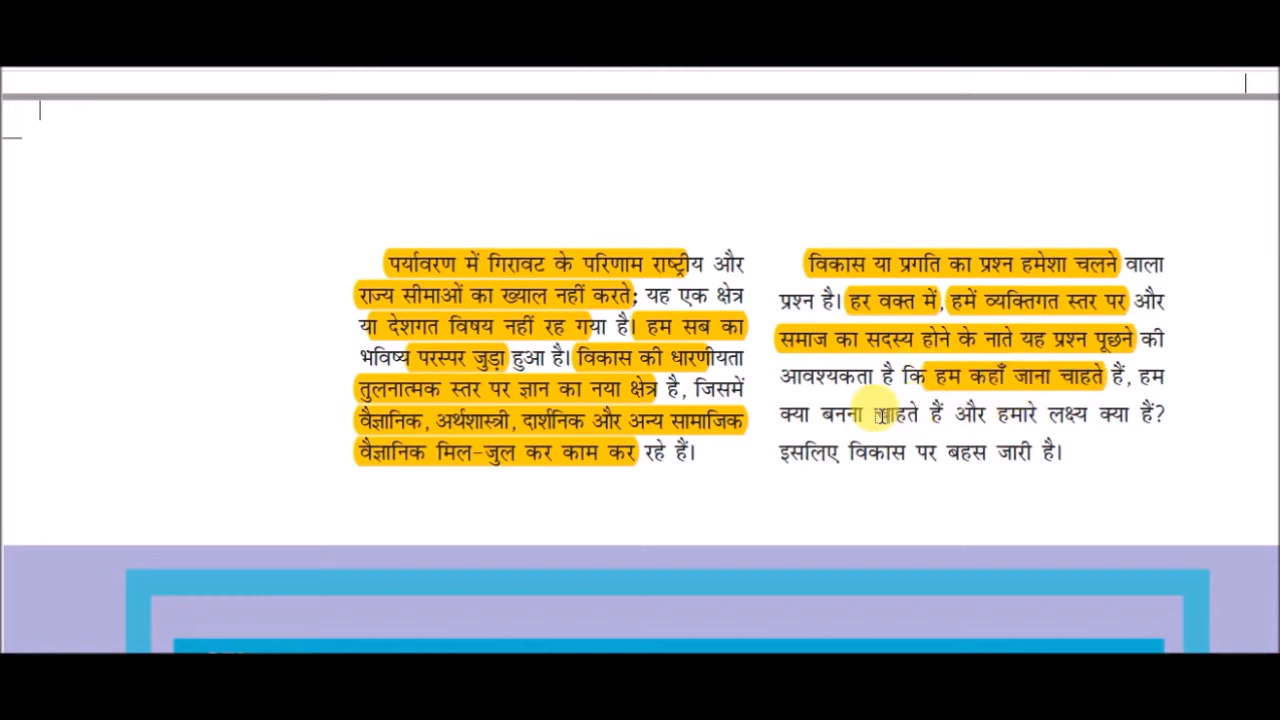 पर्यावरण में गिरावट के परिणाम राष्ट्रीय और
राज्य सीमाओं का ख्याल नहीं करते; यह एक क्षेत्र
या देशगत विषय नहीं रह गया है। हम सब का
भविष्य परस्पर जुड़ा हुआ है। विकास की धारणीयता
तुलनात्मक स्तर पर ज्ञान का नया क्षेत्र है, जिसमें
वैज्ञानिक, अर्थशास्त्री, दार्शनिक और अन्य सामाजिक
वैज्ञानिक मिल-जुल कर काम कर रहे हैं।
विकास या प्रगति का प्रश्न हमेशा चलने वाला
प्रश्न है। हर वक्त में, हमें व्यक्तिगत स्तर पर और
समाज का सदस्य होने के नाते यह प्रश्न पूछने की
आवश्यकता है कि हम कहाँ जाना चाहते हैं, हम
क्या बनना चाहते हैं और हमारे लक्ष्य क्या हैं?
इसलिए विकास पर बहस जारी है।